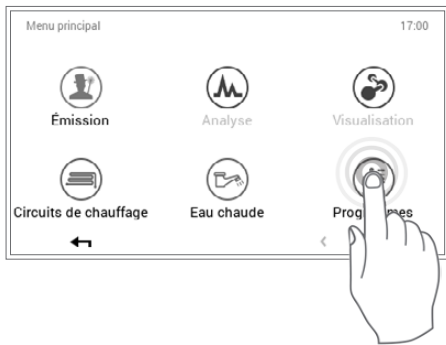 Menu principal 17:00
Émission Analyse Visualisation
Circuits de chauffage Eau chaude